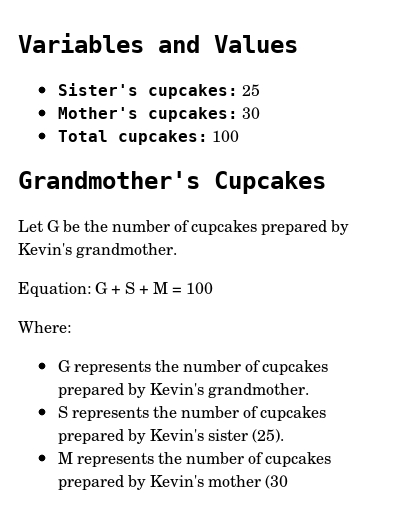 Variables and Values
• Sister's cupcakes: 25
• Mother's cupcakes: 30
• Total cupcakes: 100
Grandmother's Cupcakes
Let G be the number of cupcakes prepared by
Kevin's grandmother.
Equation: G + S + M = 100
Where:
• G represents the number of cupcakes
prepared by Kevin's grandmother.
• S represents the number of cupcakes
prepared by Kevin's sister (25).
• M represents the number of cupcakes
prepared by Kevin's mother (30